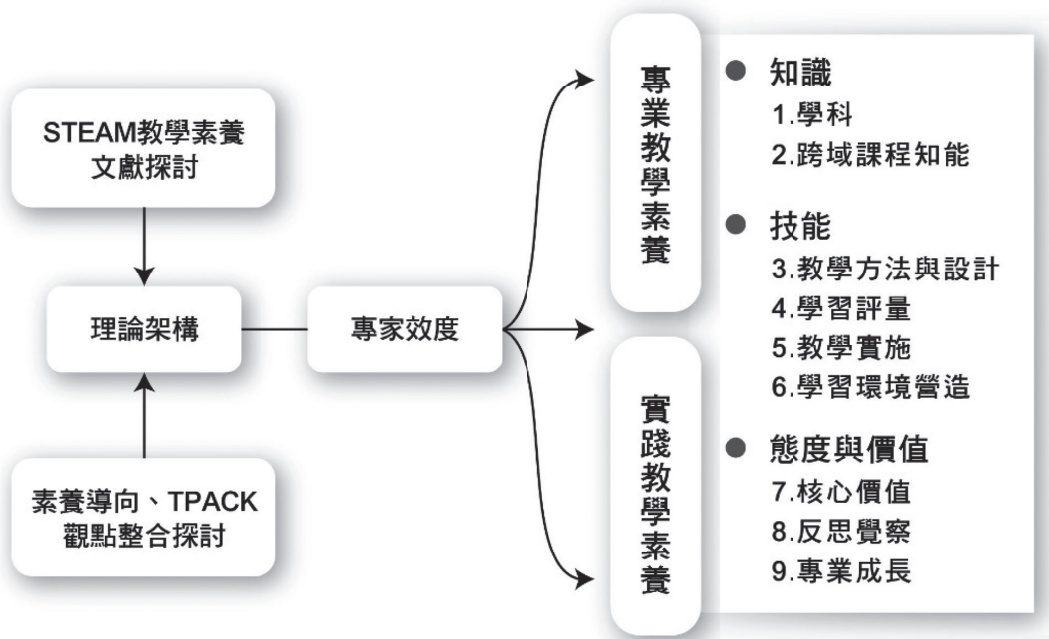 STEAM教學素養
文獻探討
理論架構
素養導向、TPACK
觀點整合探討
專家效度
專業教學素養
實踐教學素養
● 知識
1.學科
2.跨域課程知能
● 技能
3.教學方法與設計
4.學習評量
5.教學實施
6.學習環境營造
● 態度與價值
7.核心價值
8.反思覺察
9.專業成長